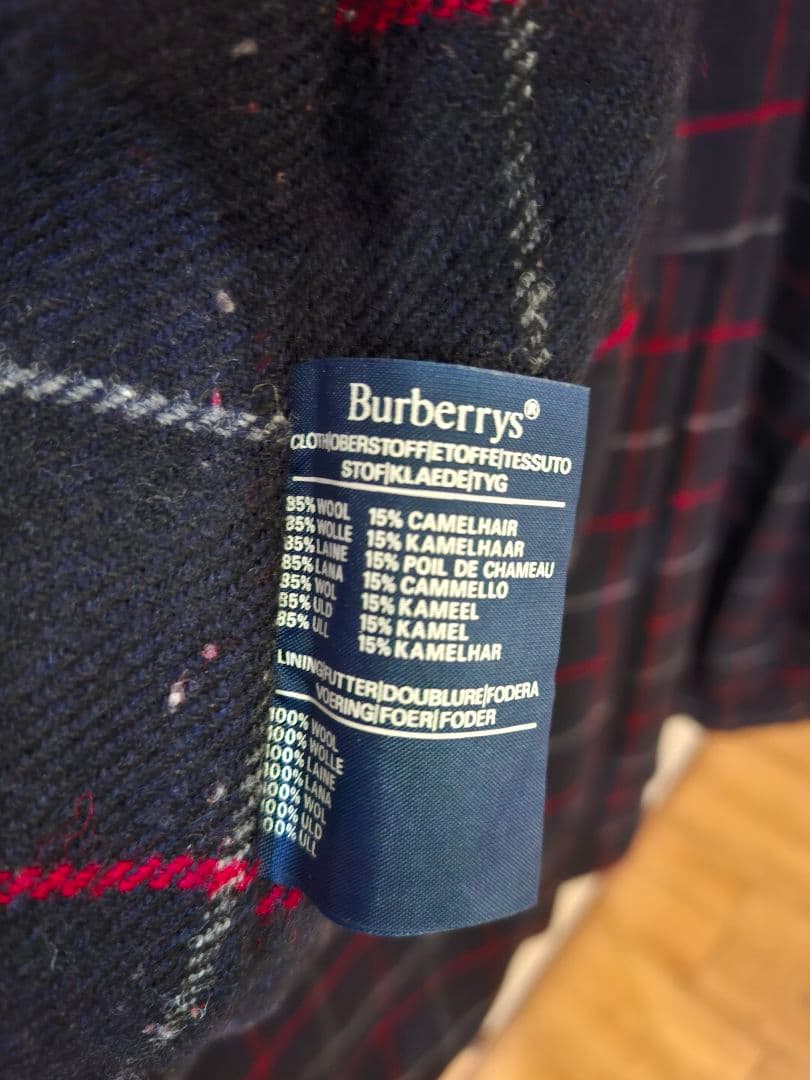 Burberrys®
CLOTH|OBERSTOFF|ETOFFE|TESSUTO
STOF|KLAEDE|TYG
85% WOOL 15% CAMELHAIR
85% WOLLE 15% KAMELHAAR
85% LAINE 15% POIL DE CHAMEAU
85% LANA 15% CAMMELLO
85% WOL 15% KAMEEL
85% ULD 15% KAMEL
85% ULL 15% KAMELHAR
LINING|FUTTER|DOUBLURE|FODERA
VOERING|FOER|FODER
100% WOOL
100% WOLLE
100% LAINE
100% LANA
100% WOL
100% ULD
100% ULL